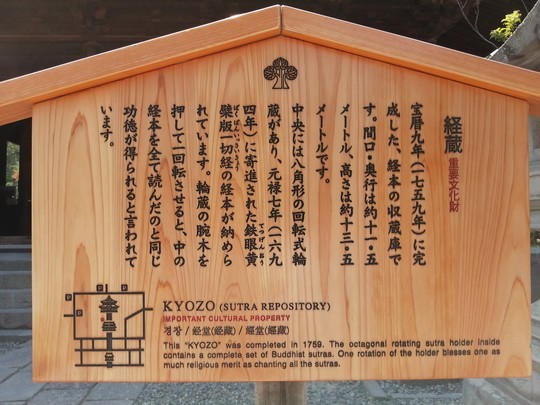 経蔵 重要文化財
宝暦九年(一七五九年)に完
成した、経本の収蔵庫で
す。間口・奥行は約十一・五
メートル、高さは約十三・五
メートルです。
中央には八角形の回転式輪
蔵があり、元禄七年(一六九
四年)に寄進された鉄眼黄
檗版一切経の経本が納めら
れています。輪蔵の腕木を
押して一回転させると、中の
経本を全て読んだのと同じ
功徳が得られると言われて
います。
KYOZO (SUTRA REPOSITORY)
IMPORTANT CULTURAL PROPERTY
경장 / 经堂(经藏) / 經堂(經藏)
This "KYOZO" was completed in 1759. The octagonal rotating sutra holder inside
contains a complete set of Buddhist sutras. One rotation of the holder blesses one as
much religious merit as chanting all the sutras.